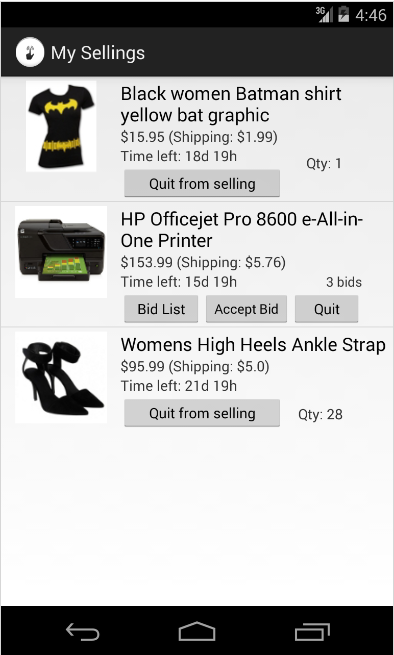 3G 4:46
My Sellings
Black women Batman shirt
yellow bat graphic
$15.95 (Shipping: $1.99)
Time left: 18d 19h
Qty: 1
Quit from selling
HP Officejet Pro 8600 e-All-in-
One Printer
$153.99 (Shipping: $5.76)
Time left: 15d 19h
3 bids
Bid List Accept Bid Quit
Womens High Heels Ankle Strap
$95.99 (Shipping: $5.0)
Time left: 21d 19h
Quit from selling Qty: 28